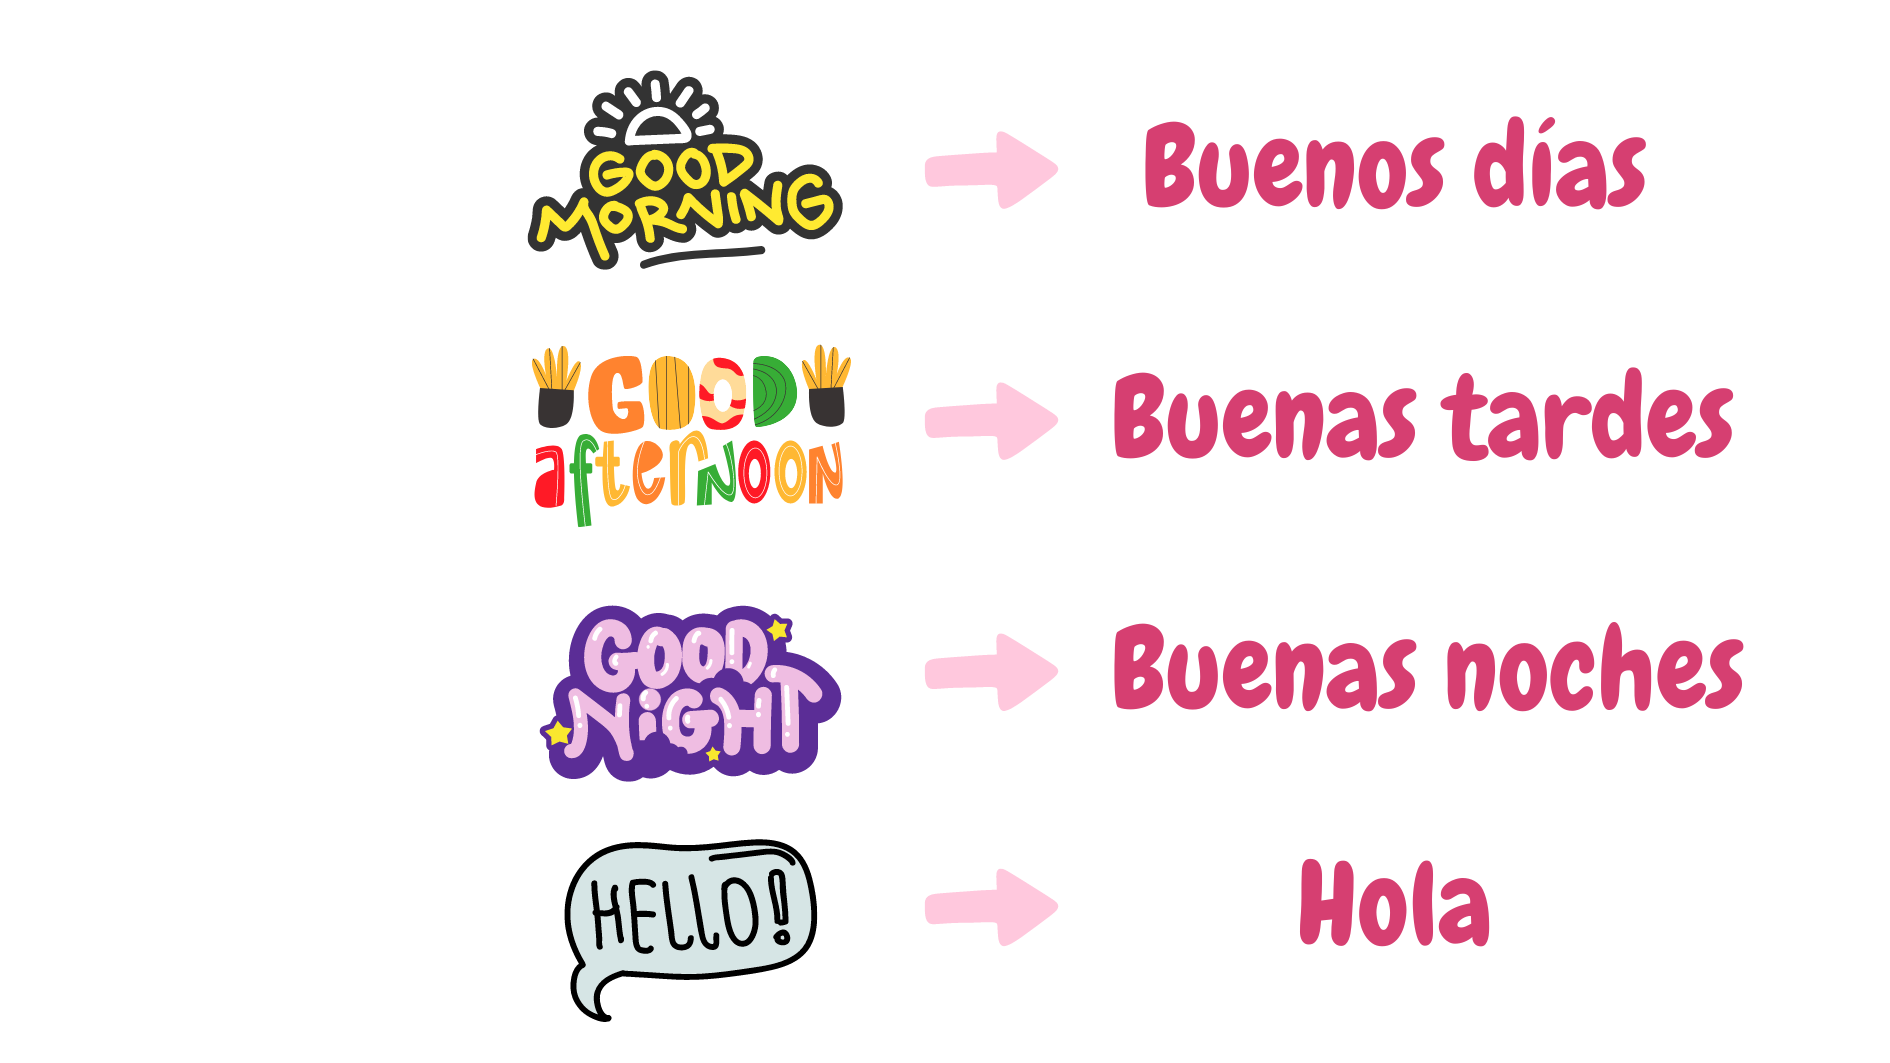 GOOD
MORNING
Buenos días
GOOD
afternoon
Buenas tardes
GOOD
NiGHT
Buenas noches
HELLO!
Hola